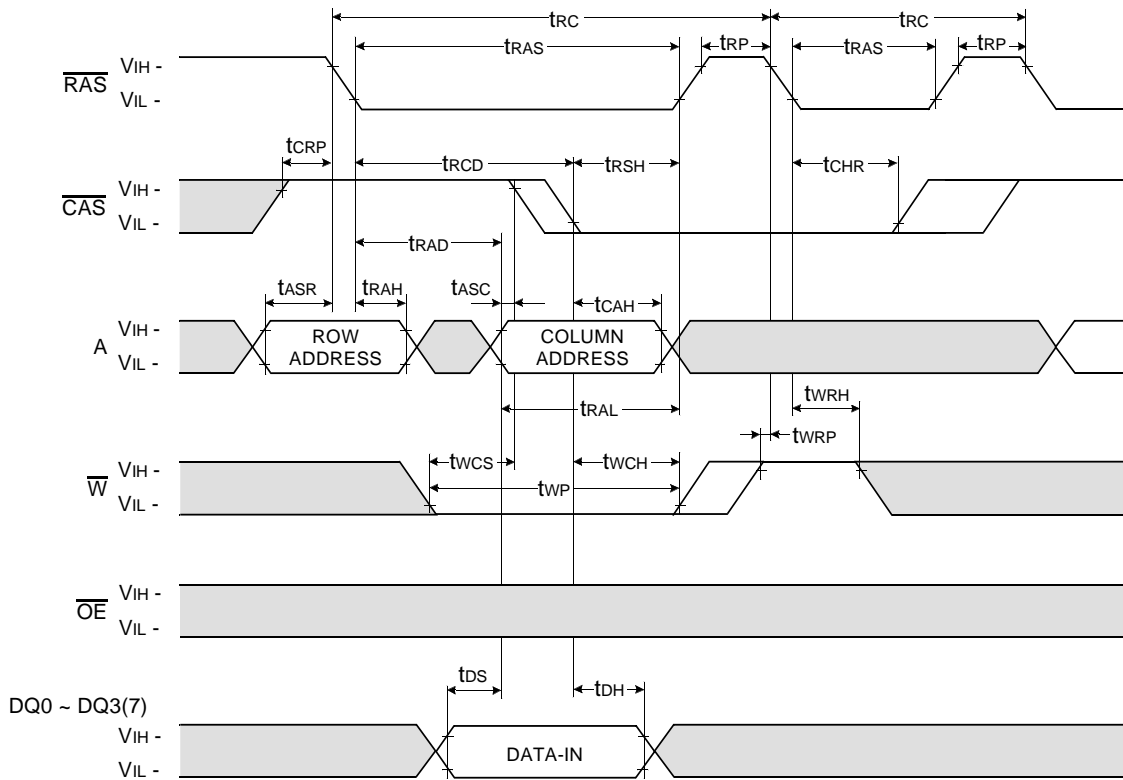 tRC tRC
tRAS tRP tRAS tRP
RAS VIH -
VIL -
tCRP tRCD tRSH tCHR
CAS VIH -
VIL -
tRAD
tASR tRAH tASC tCAH
A VIH -
VIL -
ROW ADDRESS
COLUMN ADDRESS
tRAL tWRH
tWRP
tWCS tWCH
tWP
W VIH -
VIL -
OE VIH -
VIL -
tDS tDH
DQ0 ~ DQ3(7)
VIH -
VIL -
DATA-IN